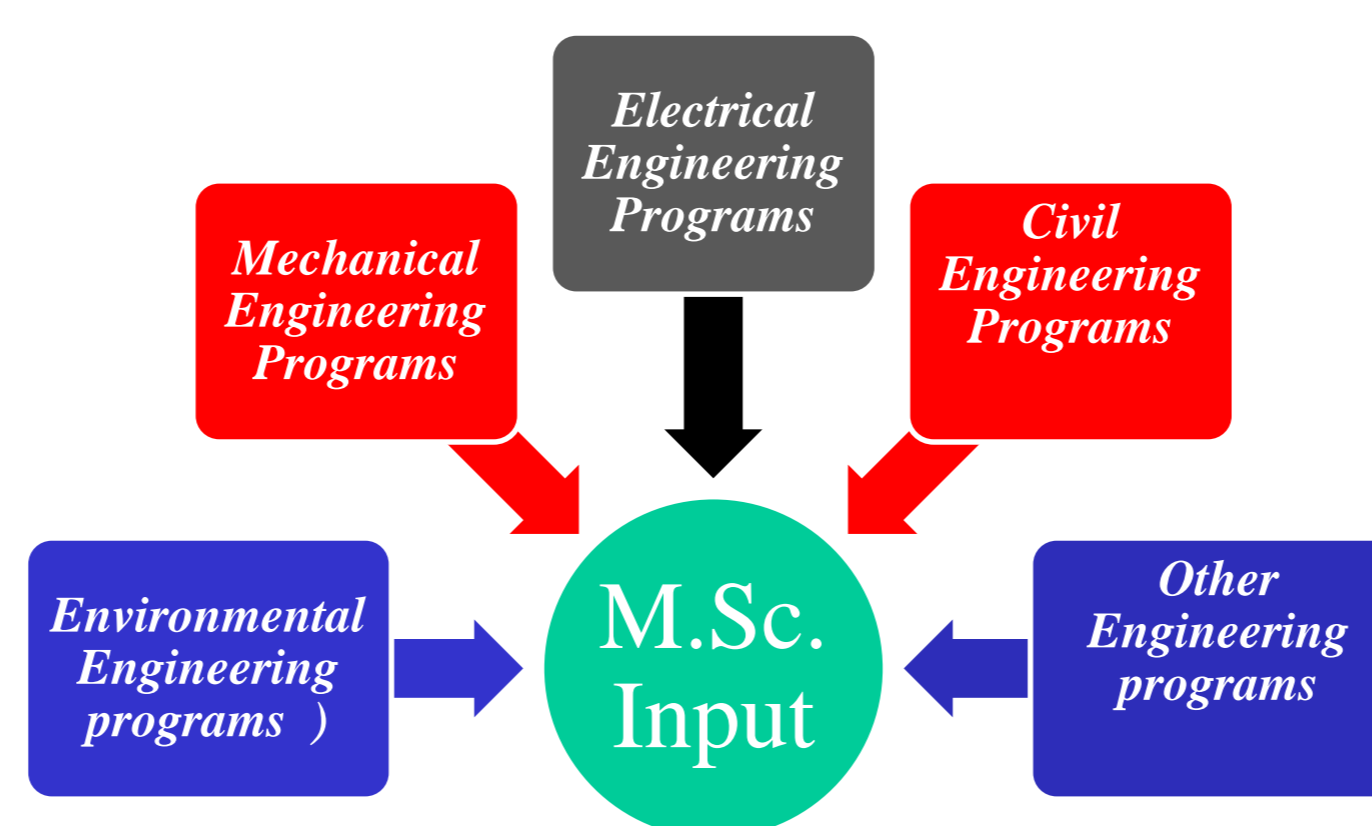 Electrical
Engineering
Programs
Mechanical
Engineering
Programs
Civil
Engineering
Programs
Environmental
Engineering
programs  )
M.Sc.
Input
Other
Engineering
programs